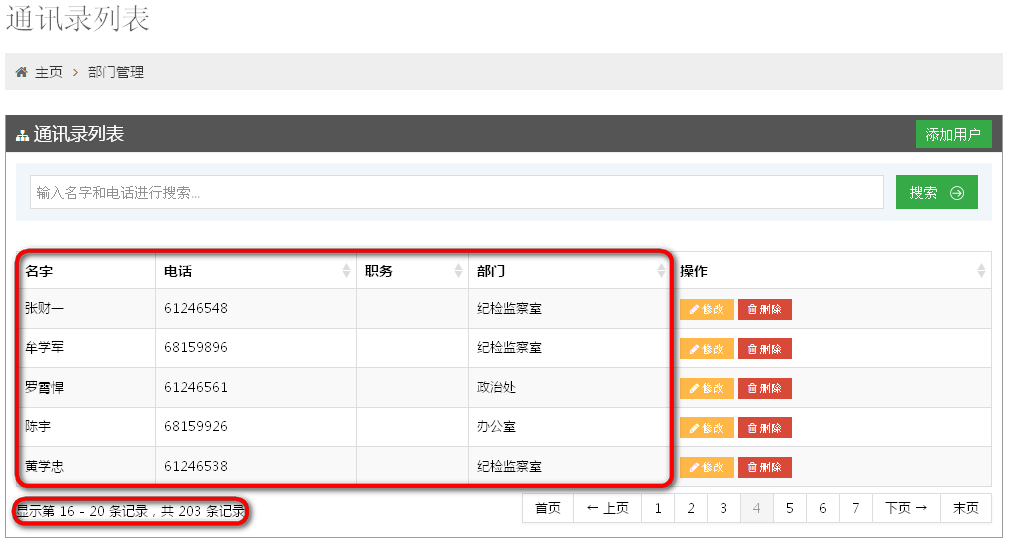 通讯录列表
主页 > 部门管理
通讯录列表 添加用户
输入名字和电话进行搜索... 搜索
名字 电话 职务 部门 操作
张财一 61246548 纪检监察室 修改 删除
牟学军 68159896 纪检监察室 修改 删除
罗霄悍 61246561 政治处 修改 删除
陈宇 68159926 办公室 修改 删除
黄学忠 61246538 纪检监察室 修改 删除
显示第 16 - 20 条记录，共 203 条记录 首页 ← 上页 1 2 3 4 5 6 7 下页 → 末页